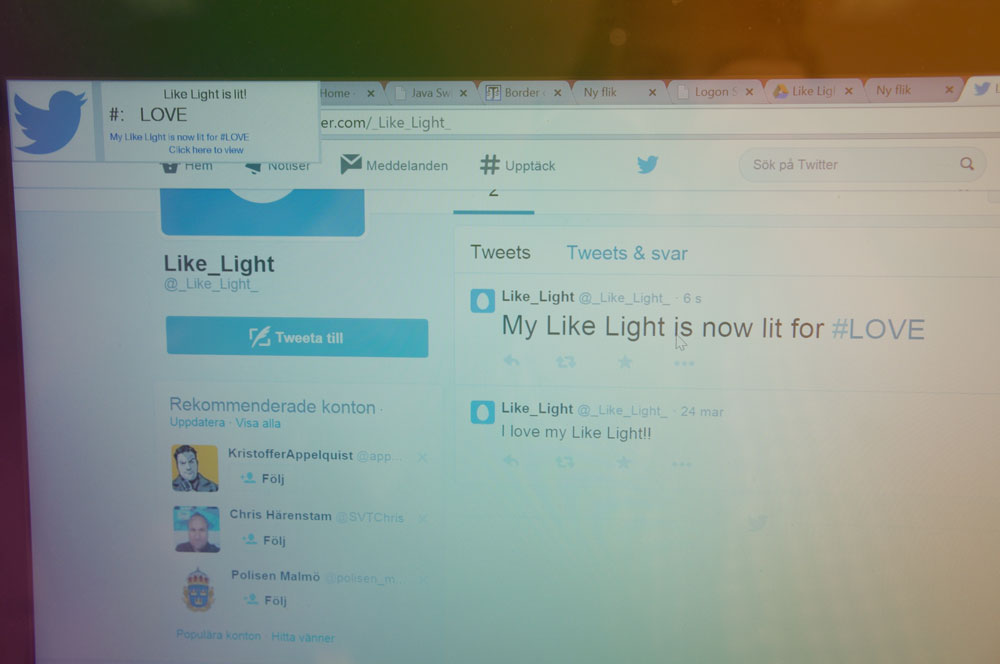 Like Light is lit!
#: LOVE
My Like Light is now lit for #LOVE
Click here to view
Home
Java Sw
Border
Ny flik
Logon S
Like Ligh
Ny flik
er.com/_Like_Light_
Hem
Notiser
Meddelanden
Upptäck
Sök på Twitter
2
Like_Light
@_Like_Light_
Tweeta till
Tweets
Tweets & svar
Like_Light @_Like_Light_ · 6 s
My Like Light is now lit for #LOVE
Like_Light @_Like_Light_ · 24 mar
I love my Like Light!!
Rekommenderade konton ·
Uppdatera · Visa alla
KristofferAppelquist @app...
Följ
Chris Härenstam @SVTChris
Följ
Polisen Malmö @polisen_m...
Följ
Populära konton · Hitta vänner